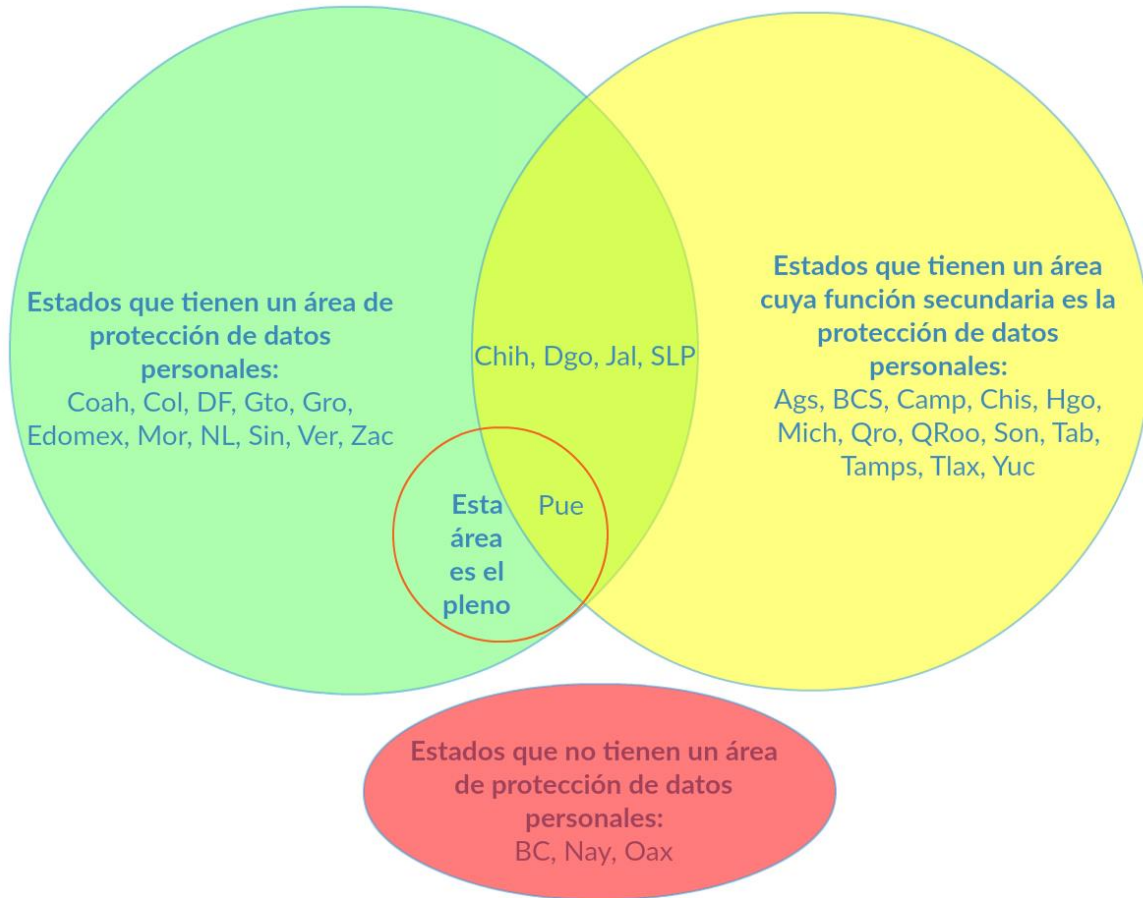 Estados que tienen un área de
protección de datos
personales:
Coah, Col, DF, Gto, Gro,
Edomex, Mor, NL, Sin, Ver, Zac
Chih, Dgo, Jal, SLP
Estados que tienen un área
cuya función secundaria es la
protección de datos
personales:
Ags, BCS, Camp, Chis, Hgo,
Mich, Qro, QRoo, Son, Tab,
Tamps, Tlax, Yuc
Esta
área
es el
pleno
Pue
Estados que no tienen un área
de protección de datos
personales:
BC, Nay, Oax